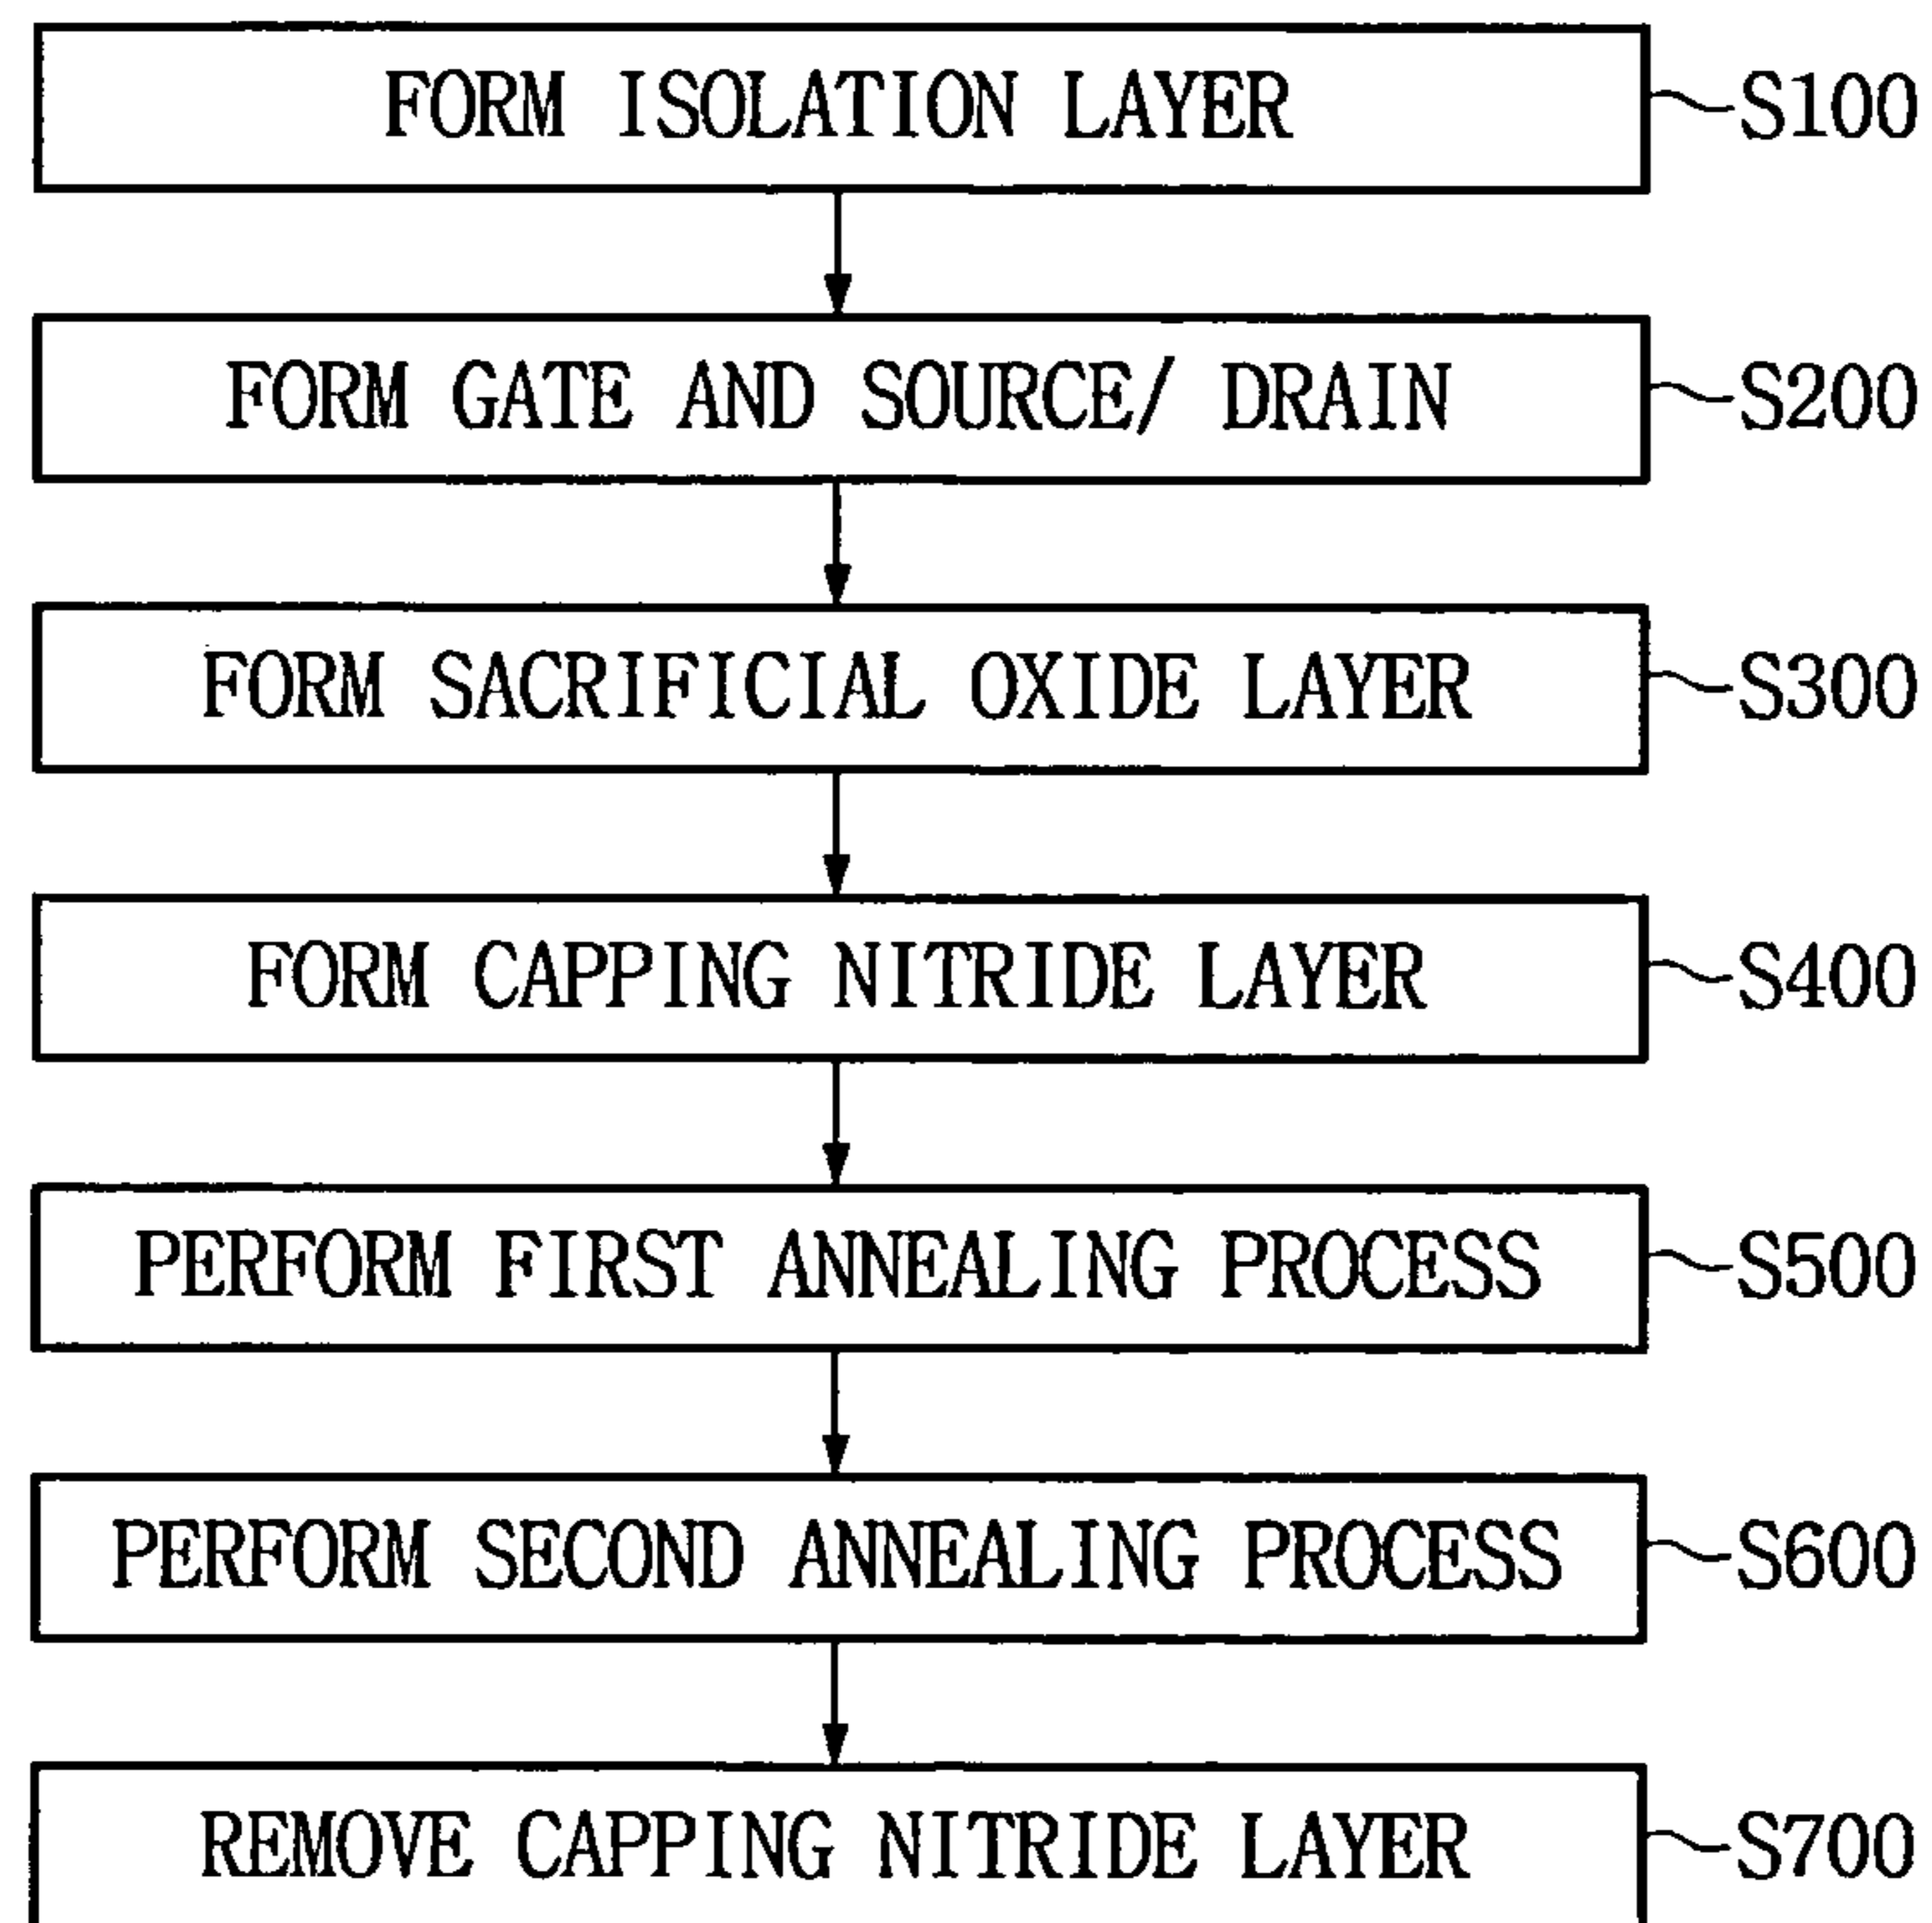 FORM ISOLATION LAYER S100
FORM GATE AND SOURCE/ DRAIN S200
FORM SACRIFICIAL OXIDE LAYER S300
FORM CAPPING NITRIDE LAYER S400
PERFORM FIRST ANNEALING PROCESS S500
PERFORM SECOND ANNEALING PROCESS S600
REMOVE CAPPING NITRIDE LAYER S700